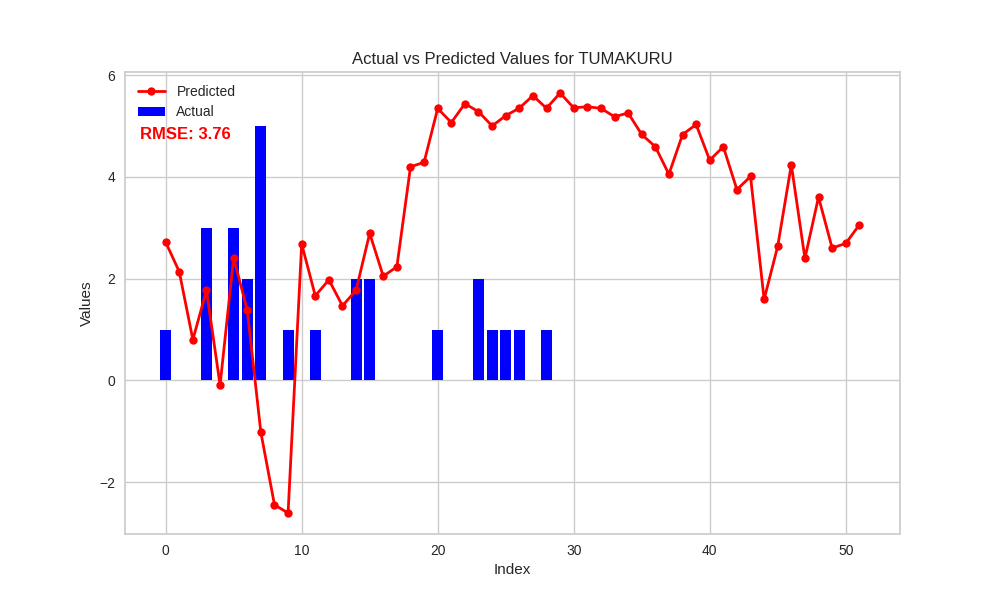 Actual vs Predicted Values for TUMAKURU
Predicted
Actual
RMSE: 3.76
6
4
2
0
−2
Values
0 10 20 30 40 50
Index